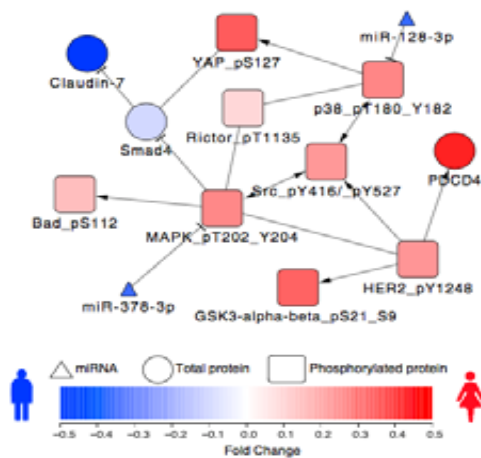 miR-128-3p
YAP_pS127
Claudin-7
p38_pT180_Y182
Rictor_pT1135
Smad4
PDCD4
Src_pY416/_pY527
Bad_pS112
MAPK_pT202_Y204
HER2_pY1248
miR-378-3p
GSK3-alpha-beta_pS21_S9
miRNA Total protein Phosphorylated protein
-0.5 -0.4 -0.3 -0.2 -0.1 0.0 0.1 0.2 0.3 0.4 0.5
Fold Change